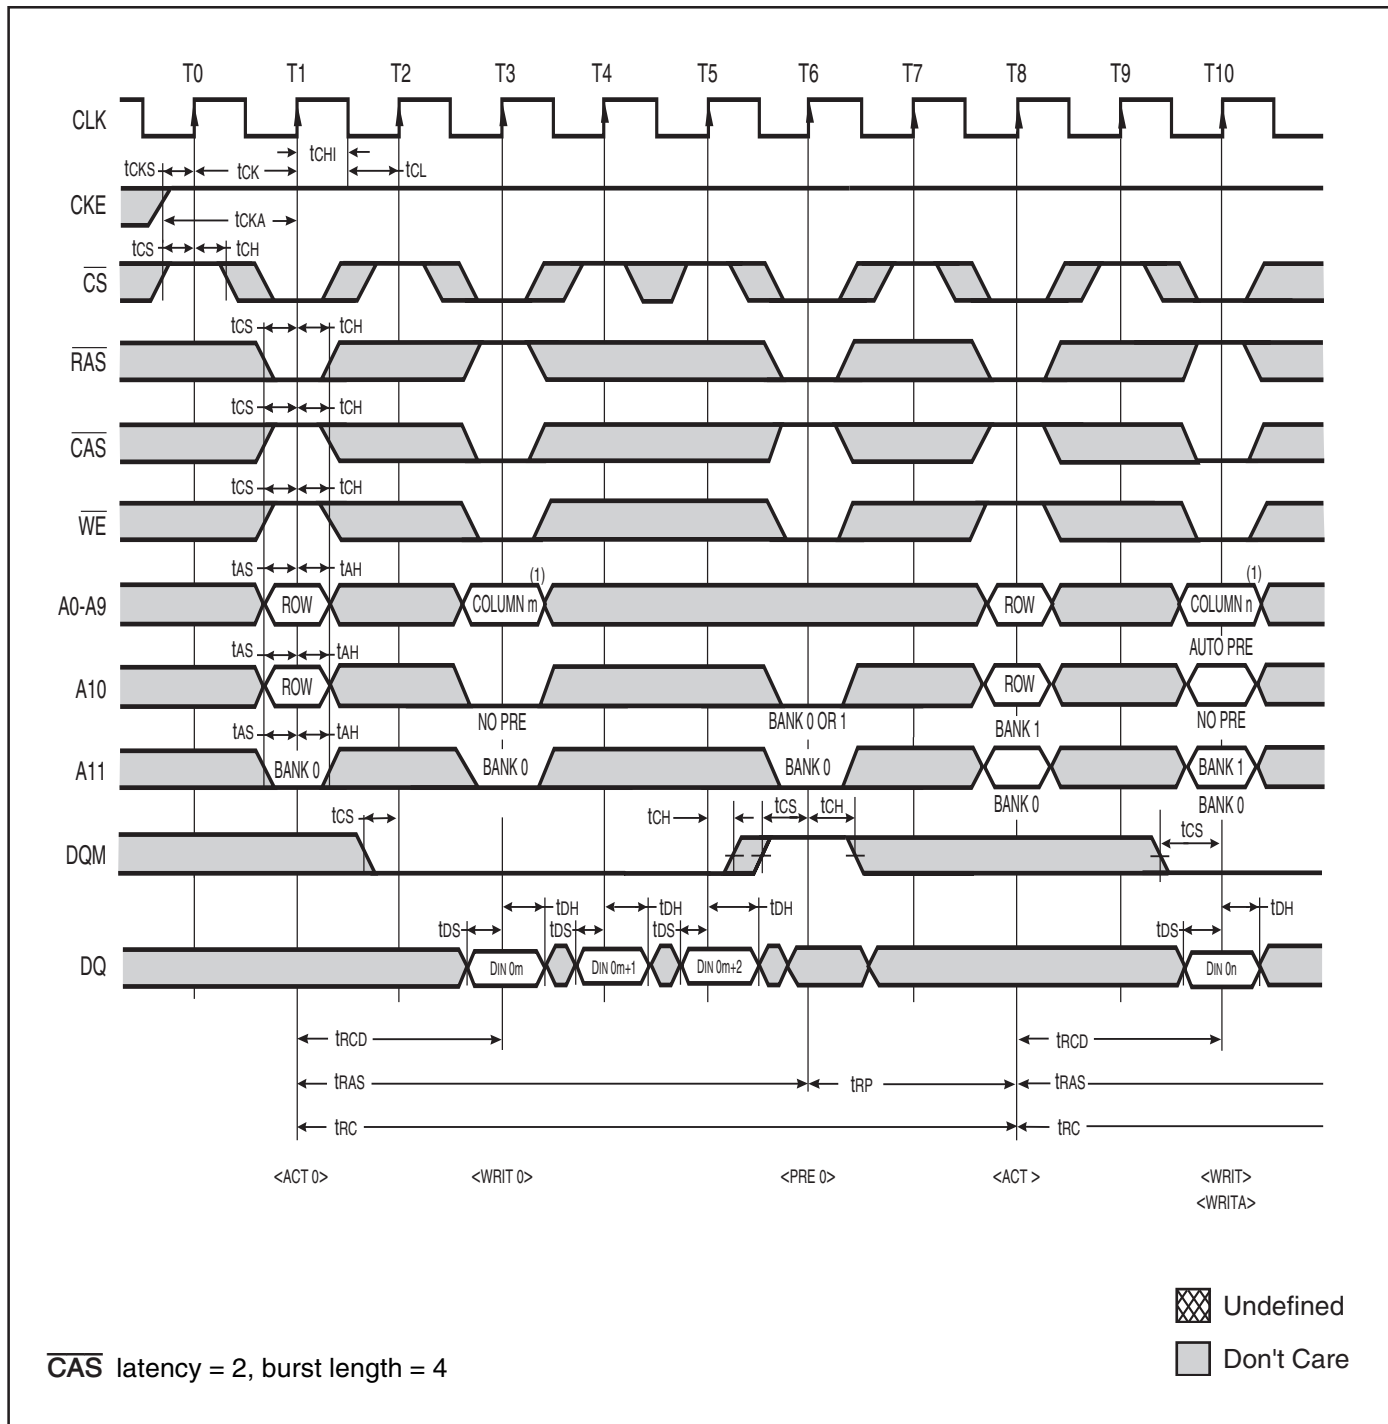 T0 T1 T2 T3 T4 T5 T6 T7 T8 T9 T10
CLK
tCHI
tCKS tCK tCL
CKE
tCKA
tCS tCH
CS
tCS tCH
RAS
tCS tCH
CAS
tCS tCH
WE
tAS tAH (1) (1)
A0-A9 ROW COLUMN m ROW COLUMN n
tAS tAH AUTO PRE
A10 ROW ROW
NO PRE BANK 0 OR 1 BANK 1 NO PRE
tAS tAH
A11 BANK 0 BANK 0 BANK 0 BANK 1
BANK 0 BANK 0
tCS tCH tCS tCH tCS
DQM
tDS tDH tDS tDH tDS tDH tDS tDH
DQ DIN 0m DIN 0m+1 DIN 0m+2 DIN 0n
tRCD tRCD
tRAS tRP tRAS
tRC tRC
<ACT 0> <WRIT 0> <PRE 0> <ACT > <WRIT>
<WRITA>
Undefined
Don't Care
CAS latency = 2, burst length = 4